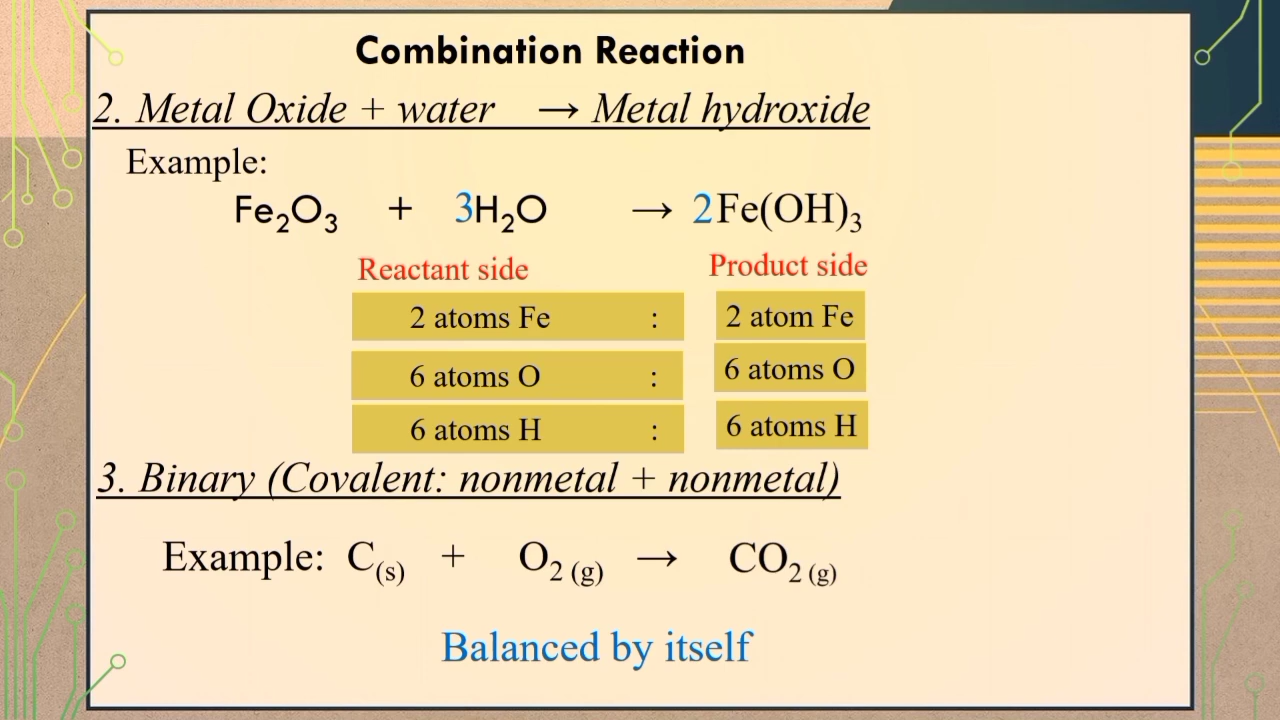 Combination Reaction
2. Metal Oxide + water → Metal hydroxide
Example:
Fe₂O₃ + 3H₂O → 2Fe(OH)₃
Reactant side Product side
2 atoms Fe : 2 atom Fe
6 atoms O : 6 atoms O
6 atoms H : 6 atoms H
3. Binary (Covalent: nonmetal + nonmetal)
Example: C(s) + O₂ (g) → CO₂ (g)
Balanced by itself